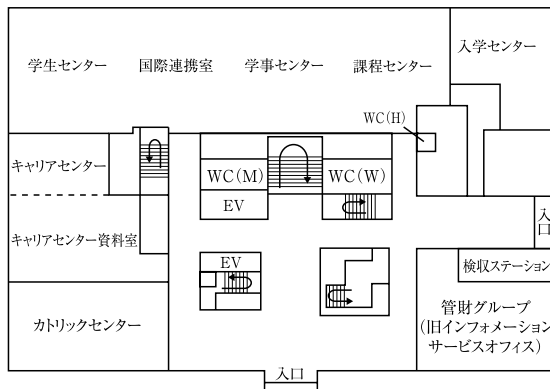 学生センター
国際連携室
学事センター
課程センター
入学センター
WC(H)
キャリアセンター
WC(M)
WC(W)
EV
キャリアセンター資料室
入口
EV
検収ステーション
カトリックセンター
管財グループ
(旧インフォメーション
サービスオフィス)
入口